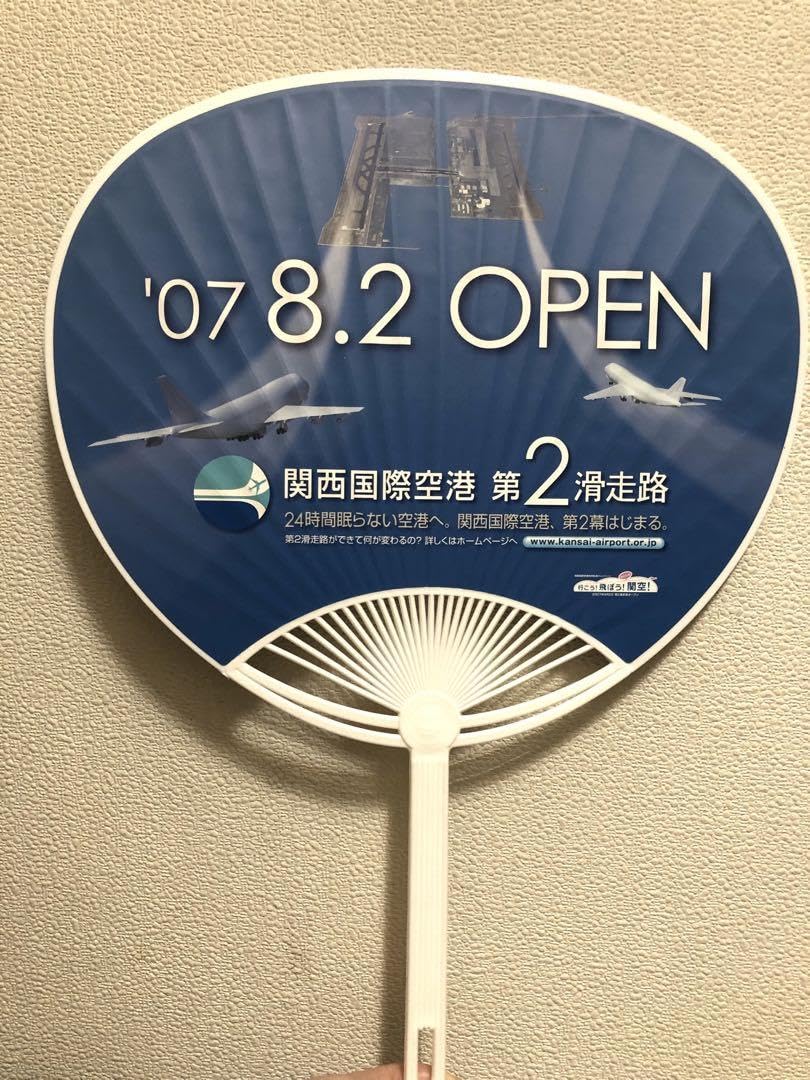 '07 8.2 OPEN
関西国際空港 第2滑走路
24時間眠らない空港へ。関西国際空港、第2幕はじまる。
第2滑走路ができて何が変わるの? 詳しくはホームページへ www.kansai-airport.or.jp
行こう! 飛ぼう! 関空!